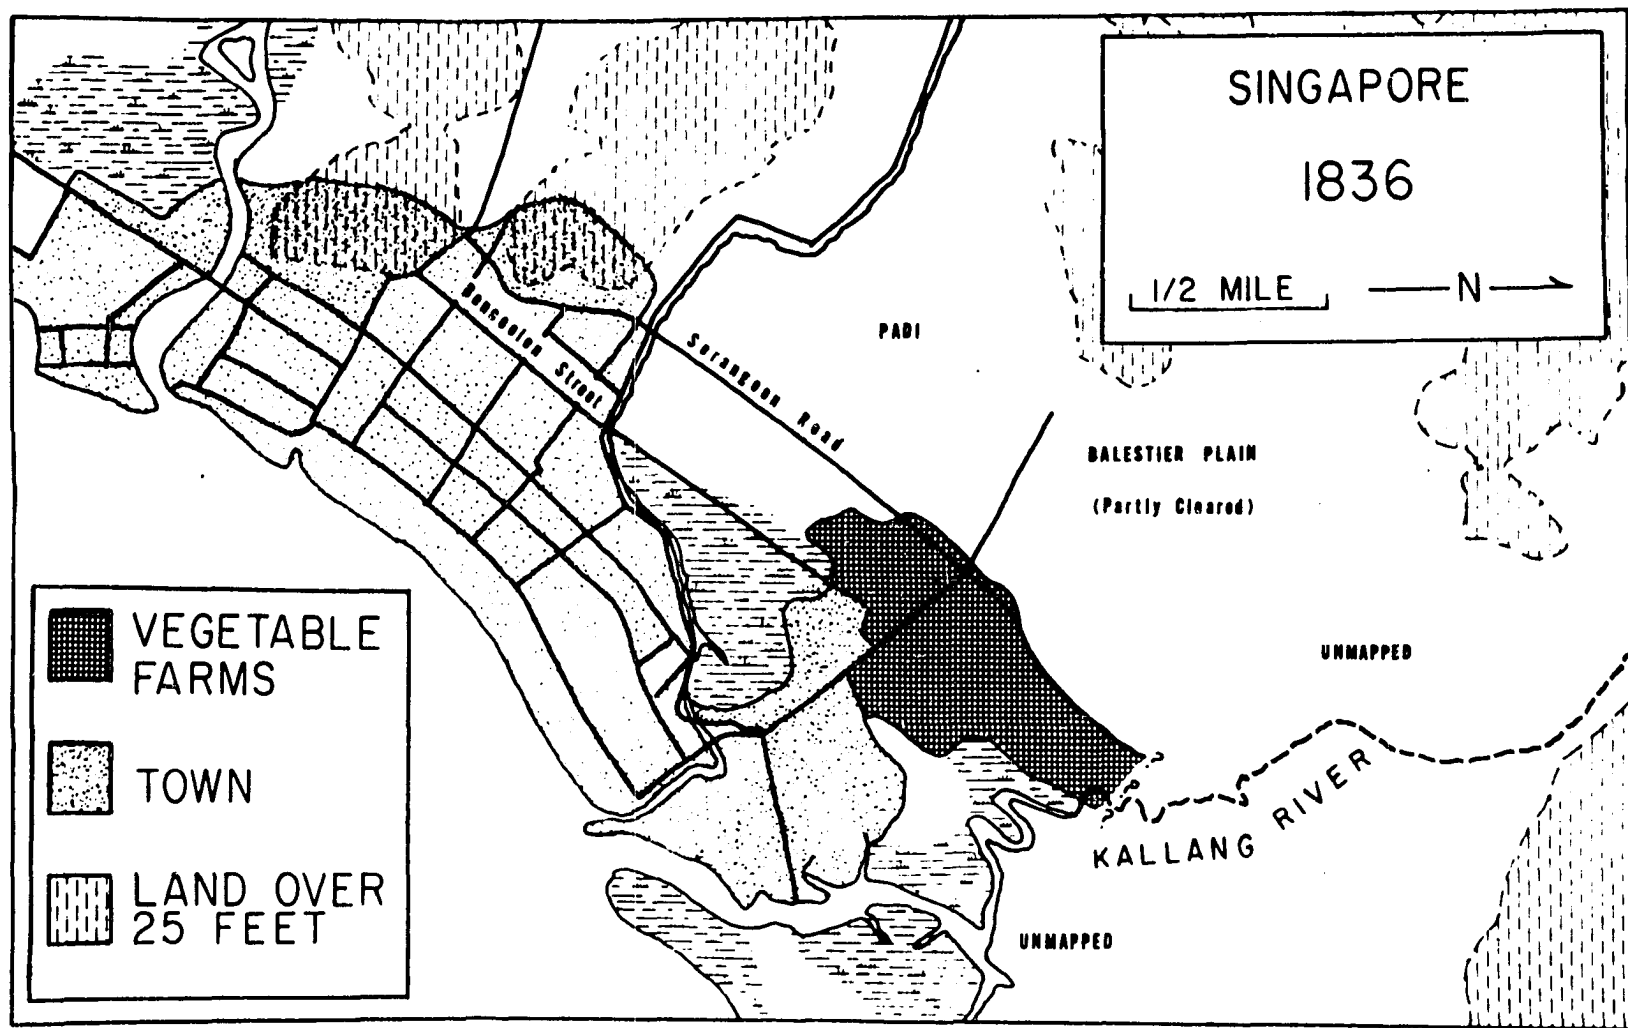 SINGAPORE
1836
1/2 MILE
N
Bencoolen Street
Serangoon Road
PADI
BALESTIER PLAIN
(Partly Cleared)
UNMAPPED
KALLANG RIVER
UNMAPPED
VEGETABLE
FARMS
TOWN
LAND OVER
25 FEET